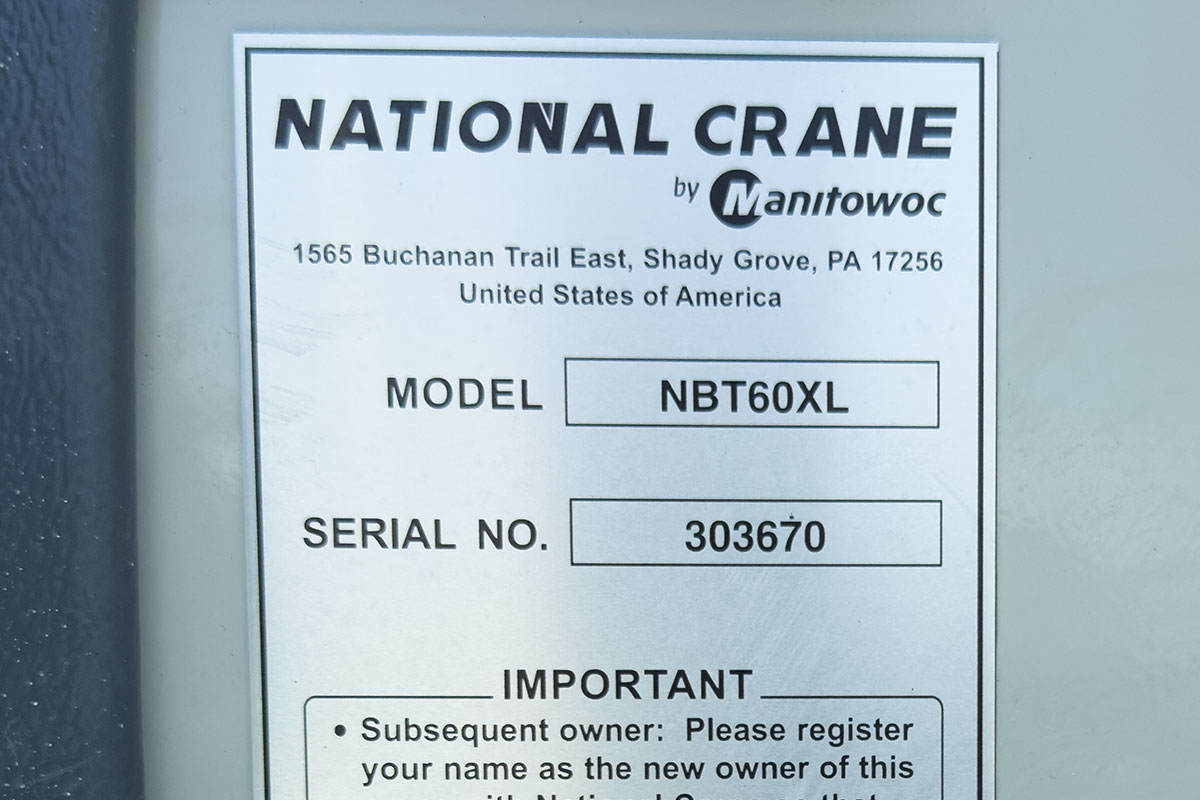 NATIONAL CRANE
by Manitowoc
1565 Buchanan Trail East, Shady Grove, PA 17256
United States of America
MODEL NBT60XL
SERIAL NO. 303670
IMPORTANT
• Subsequent owner: Please register
your name as the new owner of this